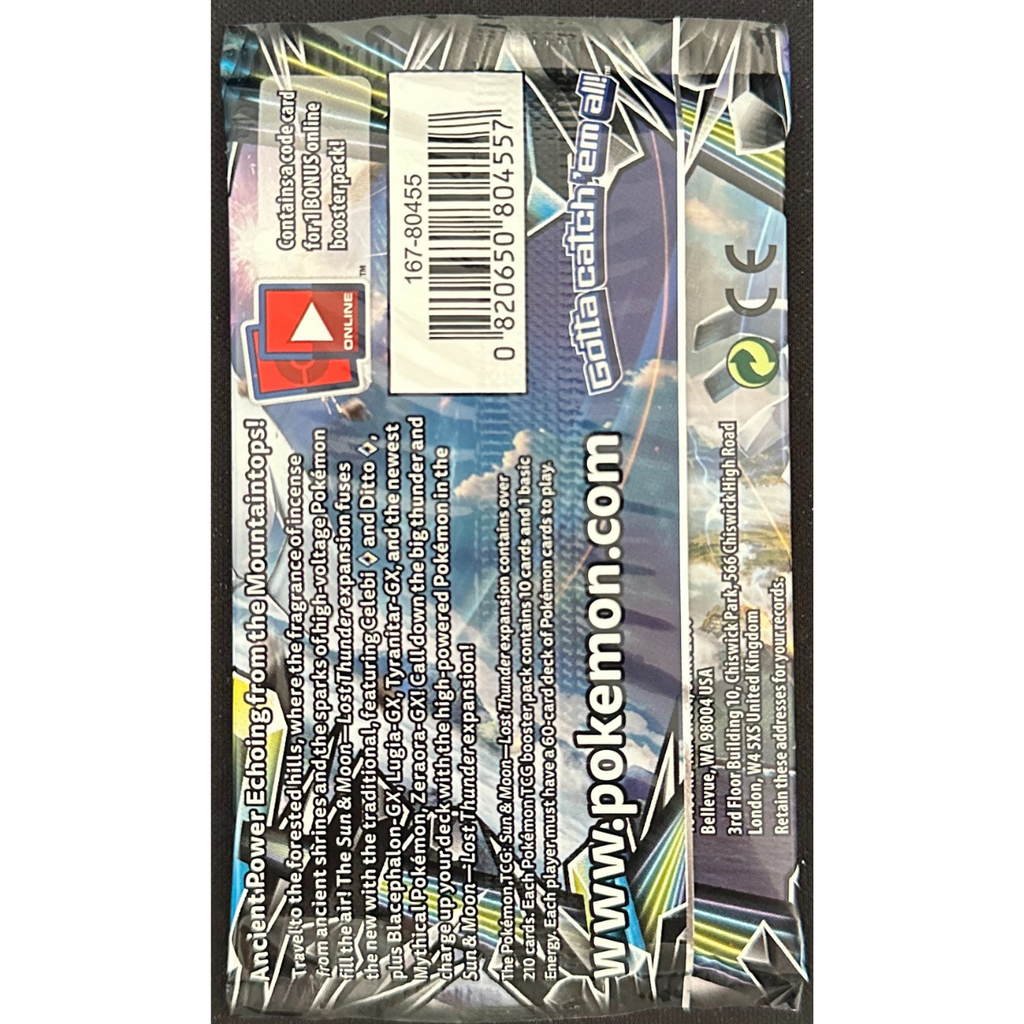 Ancient Power Echoing from the Mountaintops!
Travel to the forested hills, where the fragrance of incense
from ancient shrines and the sparks of high-voltage Pokémon
fill the air! The Sun & Moon—Lost Thunder expansion fuses
the new with the traditional, featuring Celebi ◇ and Ditto ◇,
plus Blacephalon-GX, Lugia-GX, Tyranitar-GX, and the newest
Mythical Pokémon, Zeraora-GX! Call down the big thunder and
charge up your deck with the high-powered Pokémon in the
Sun & Moon—Lost Thunder expansion!
The Pokémon TCG: Sun & Moon—Lost Thunder expansion contains over
210 cards. Each Pokémon TCG booster pack contains 10 cards and 1 basic
Energy. Each player must have a 60-card deck of Pokémon cards to play.
www.pokemon.com
ONLINE
TM
Contains a code card
for 1 BONUS online
booster pack!
167-80455
0 820650 804557
Gotta catch 'em all!™
Bellevue, WA 98004 USA
3rd Floor Building 10, Chiswick Park, 566 Chiswick High Road
London, W4 5XS United Kingdom
Retain these addresses for your records.
CE